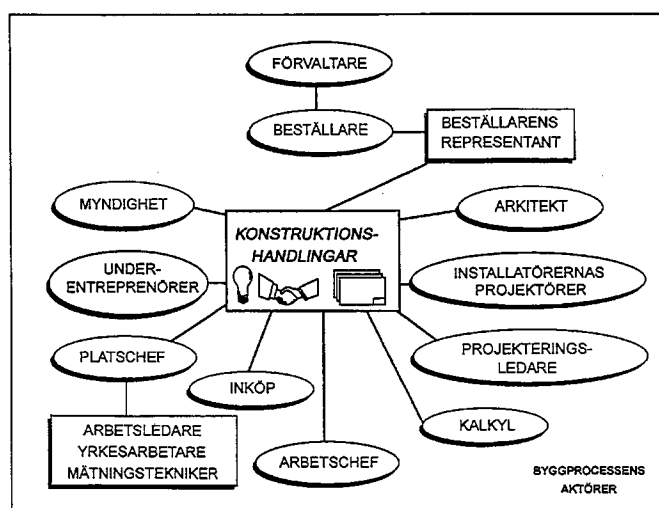 FÖRVALTARE
BESTÄLLARE
BESTÄLLARENS
REPRESENTANT
MYNDIGHET
ARKITEKT
KONSTRUKTIONS-
HANDLINGAR
UNDER-
ENTREPRENÖRER
INSTALLATÖRERNAS
PROJEKTÖRER
PLATSCHEF
PROJEKTERINGS-
LEDARE
INKÖP
KALKYL
ARBETSLEDARE
YRKESARBETARE
MÄTNINGSTEKNIKER
ARBETSCHEF
BYGGPROCESSENS
AKTÖRER